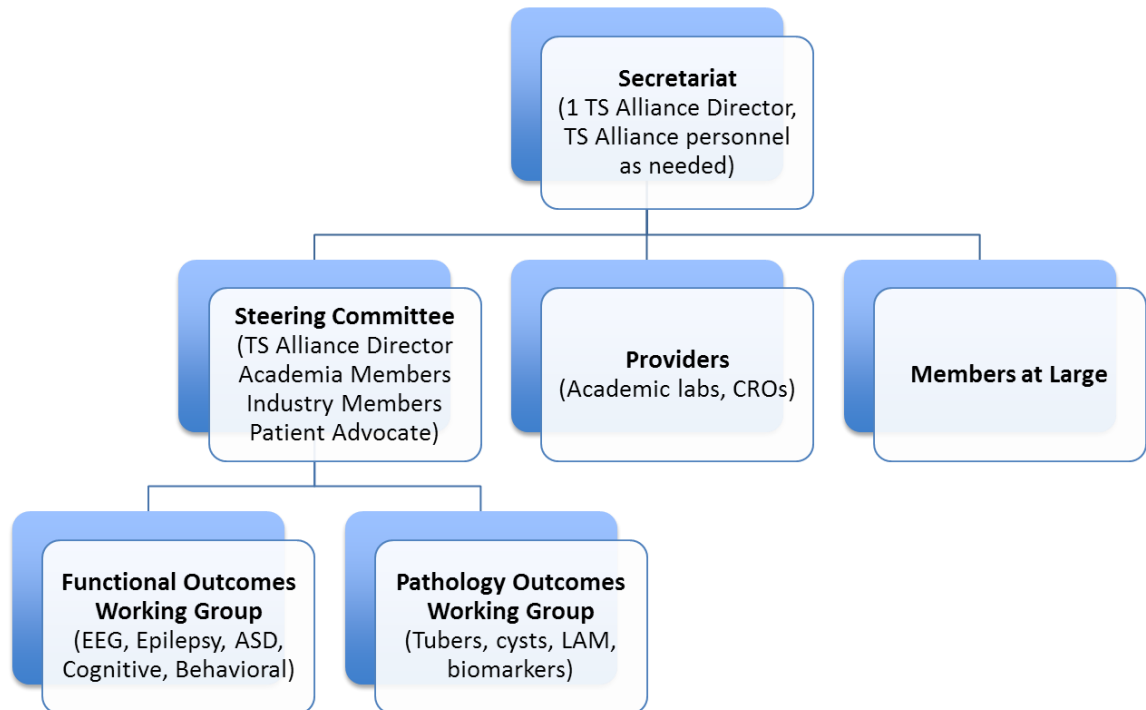 Secretariat
(1 TS Alliance Director,
TS Alliance personnel
as needed)
Steering Committee
(TS Alliance Director
Academia Members
Industry Members
Patient Advocate)
Providers
(Academic labs, CROs)
Members at Large
Functional Outcomes
Working Group
(EEG, Epilepsy, ASD,
Cognitive, Behavioral)
Pathology Outcomes
Working Group
(Tubers, cysts, LAM,
biomarkers)